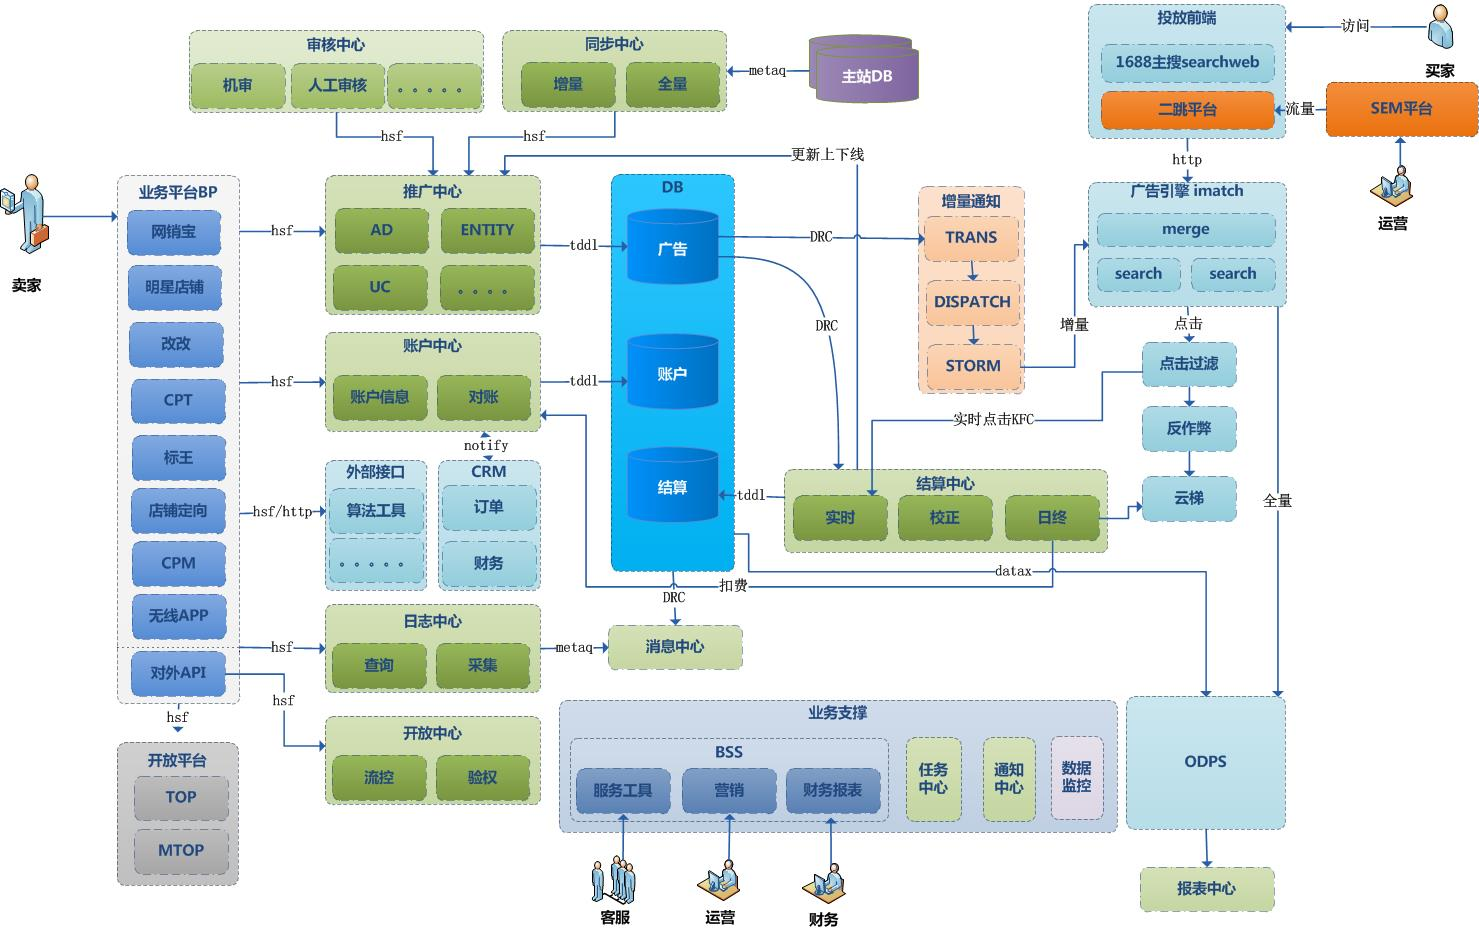 审核中心
机审
人工审核
。。。。。
同步中心
增量
全量
metaq
主站DB
投放前端
1688主搜searchweb
二跳平台
访问
买家
流量
SEM平台
运营
hsf
hsf
更新上下线
http
卖家
业务平台BP
网销宝
明星店铺
改改
CPT
标王
店铺定向
CPM
无线APP
对外API
hsf
hsf
hsf/http
hsf
hsf
hsf
开放平台
TOP
MTOP
推广中心
AD
ENTITY
UC
。。。。
tddl
账户中心
账户信息
对账
tddl
notify
外部接口
算法工具
。。。。。
CRM
订单
财务
日志中心
查询
采集
metaq
消息中心
开放中心
流控
验权
DB
广告
账户
结算
DRC
DRC
tddl
DRC
扣费
datax
增量通知
TRANS
DISPATCH
STORM
增量
广告引擎 imatch
merge
search
search
点击
点击过滤
反作弊
云梯
实时点击KFC
全量
结算中心
实时
校正
日终
业务支撑
BSS
服务工具
营销
财务报表
任务
中心
通知
中心
数据
监控
客服
运营
财务
ODPS
报表中心